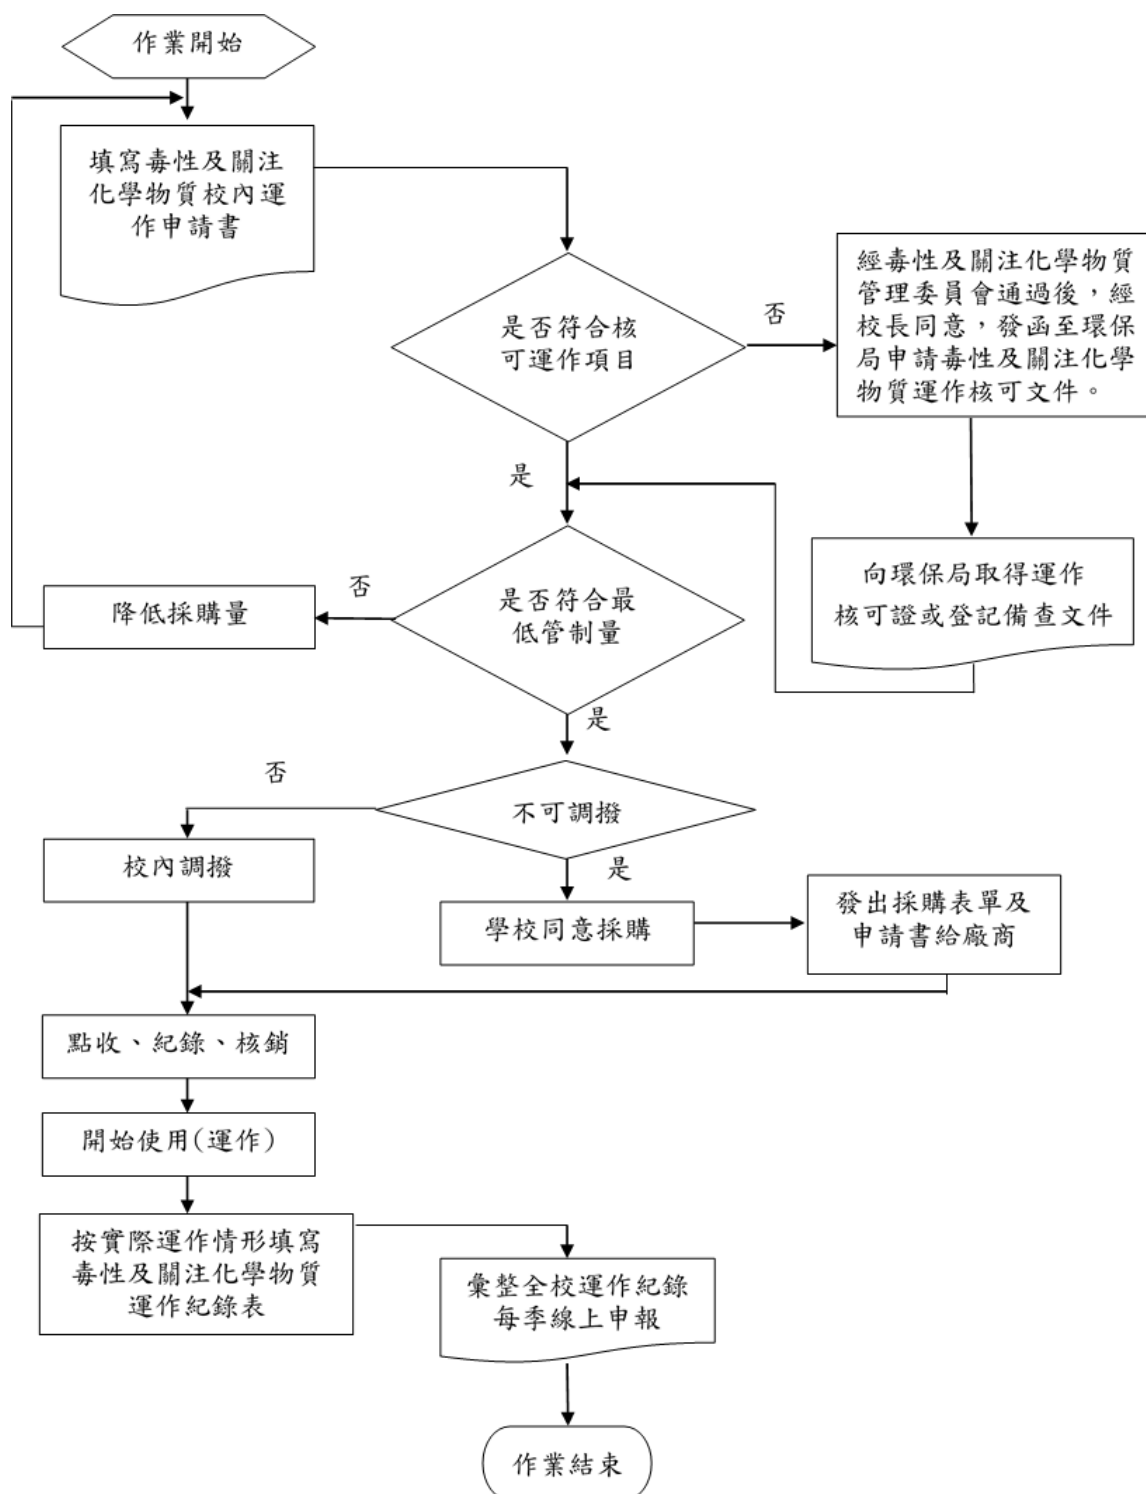 作業開始
填寫毒性及關注
化學物質校內運
作申請書
是否符合核
可運作項目
否
經毒性及關注化學物質
管理委員會通過後，經
校長同意，發函至環保
局申請毒性及關注化學
物質運作核可文件。
是
向環保局取得運作
核可證或登記備查文件
是否符合最
低管制量
否
降低採購量
是
不可調撥
否
校內調撥
是
學校同意採購
發出採購表單及
申請書給廠商
點收、紀錄、核銷
開始使用(運作)
按實際運作情形填寫
毒性及關注化學物質
運作紀錄表
彙整全校運作紀錄
每季線上申報
作業結束